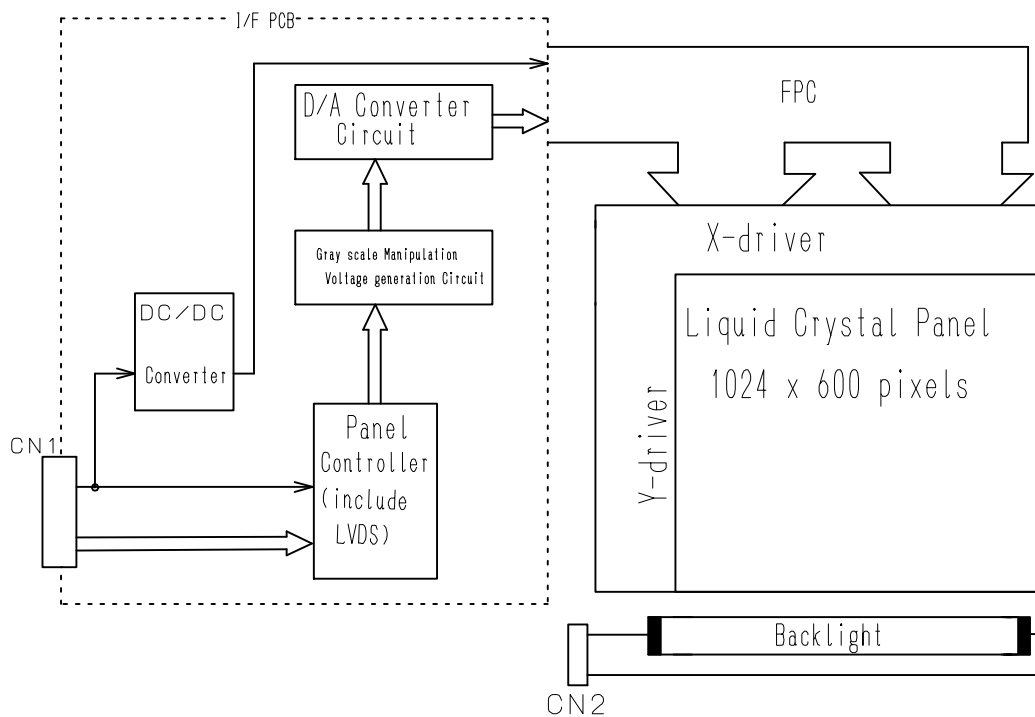 I/F PCB
D/A Converter
Circuit
FPC
Gray scale Manipulation
Voltage generation Circuit
X-driver
DC/DC
Converter
Liquid Crystal Panel
1024 x 600 pixels
Y-driver
Panel
Controller
(include
LVDS)
CN1
Backlight
CN2